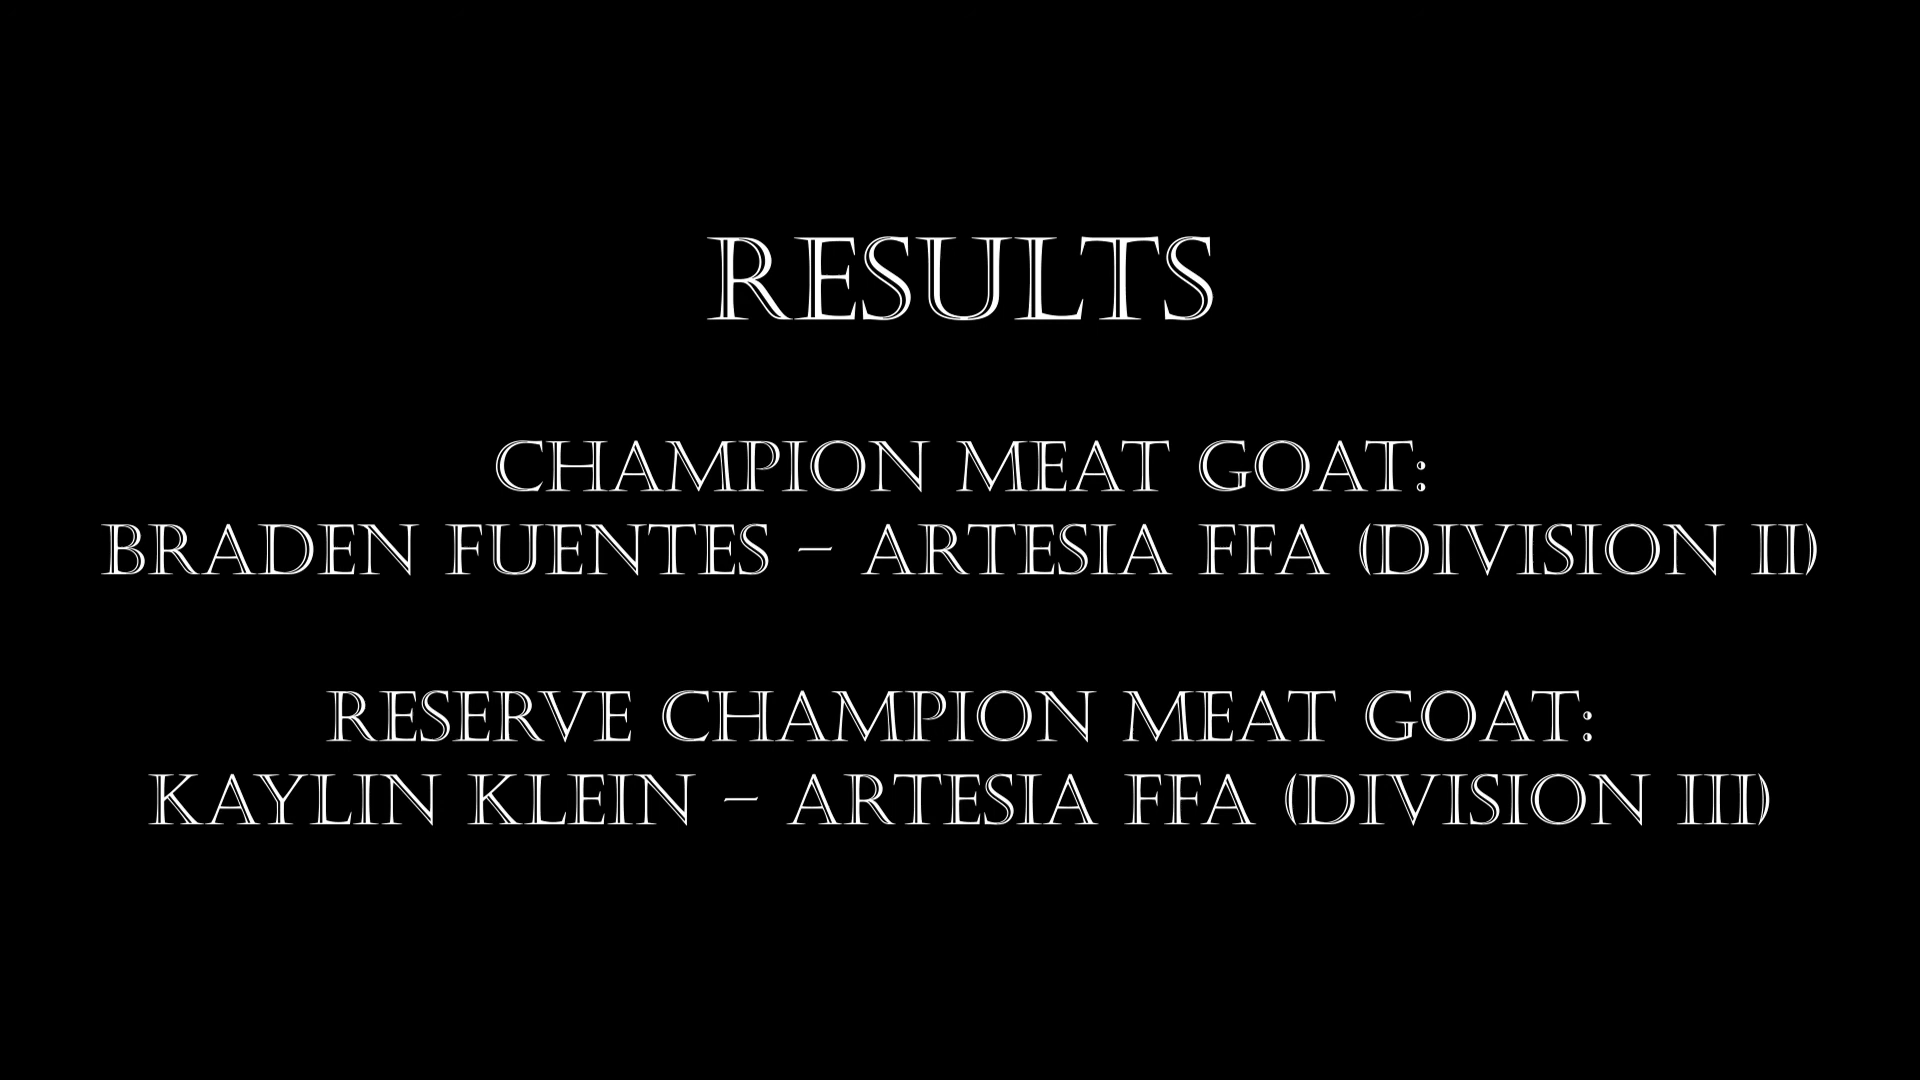 RESULTS
CHAMPION MEAT GOAT:
BRADEN FUENTES – ARTESIA FFA (DIVISION II)
RESERVE CHAMPION MEAT GOAT:
KAYLIN KLEIN – ARTESIA FFA (DIVISION III)